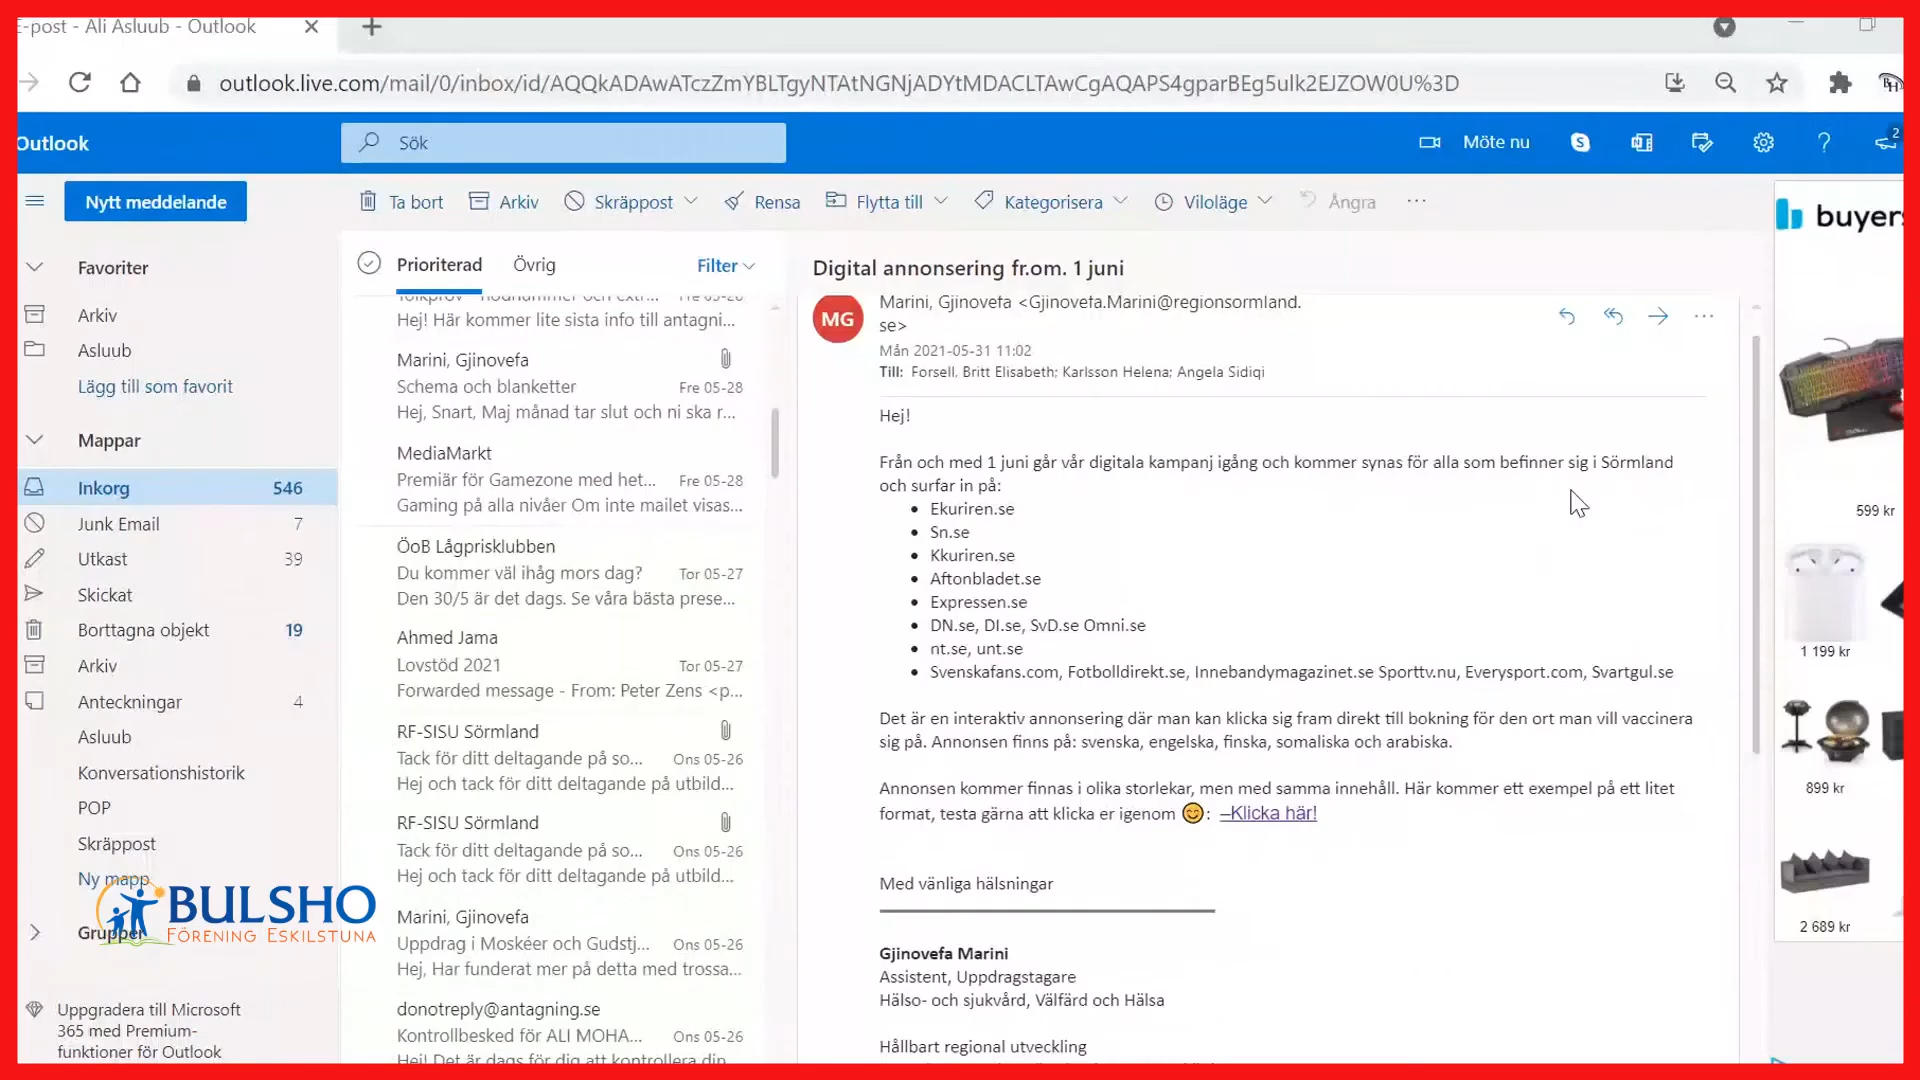 E-post - Ali Asluub - Outlook
outlook.live.com/mail/0/inbox/id/AQQkADAwATczZmYBLTgyNTAtNGNjADYtMDACLTAwCgAQAPS4gparBEg5ulk2EJZOW0U%3D
Outlook
Sök
Möte nu
2
Nytt meddelande
Ta bort
Arkiv
Skräppost
Rensa
Flytta till
Kategorisera
Viloläge
Ångra
Favoriter
Arkiv
Asluub
Lägg till som favorit
Mappar
Inkorg 546
Junk Email 7
Utkast 39
Skickat
Borttagna objekt 19
Arkiv
Anteckningar 4
Asluub
Konversationshistorik
POP
Skräppost
Ny mapp
Grupper
BULSHO
FÖRENING ESKILSTUNA
Uppgradera till Microsoft
365 med Premium-
funktioner för Outlook
Prioriterad
Övrig
Filter
Hej! Här kommer lite sista info till antagni...
Marini, Gjinovefa
Schema och blanketter Fre 05-28
Hej, Snart, Maj månad tar slut och ni ska r...
MediaMarkt
Premiär för Gamezone med het... Fre 05-28
Gaming på alla nivåer Om inte mailet visas...
ÖoB Lågprisklubben
Du kommer väl ihåg mors dag? Tor 05-27
Den 30/5 är det dags. Se våra bästa prese...
Ahmed Jama
Lovstöd 2021 Tor 05-27
Forwarded message - From: Peter Zens <p...
RF-SISU Sörmland
Tack för ditt deltagande på so... Ons 05-26
Hej och tack för ditt deltagande på utbild...
RF-SISU Sörmland
Tack för ditt deltagande på so... Ons 05-26
Hej och tack för ditt deltagande på utbild...
Marini, Gjinovefa
Uppdrag i Moskéer och Gudstj... Ons 05-26
Hej, Har funderat mer på detta med trossa...
donotreply@antagning.se
Kontrollbesked för ALI MOHA... Ons 05-26
Hej! Det är dags för dig att kontrollera din
Digital annonsering fr.om. 1 juni
MG
Marini, Gjinovefa <Gjinovefa.Marini@regionsormland.
se>
Mån 2021-05-31 11:02
Till: Forsell, Britt Elisabeth; Karlsson Helena; Angela Sidiqi
Hej!
Från och med 1 juni går vår digitala kampanj igång och kommer synas för alla som befinner sig i Sörmland
och surfar in på:
• Ekuriren.se
• Sn.se
• Kkuriren.se
• Aftonbladet.se
• Expressen.se
• DN.se, DI.se, SvD.se Omni.se
• nt.se, unt.se
• Svenskafans.com, Fotbolldirekt.se, Innebandymagazinet.se Sporttv.nu, Everysport.com, Svartgul.se
Det är en interaktiv annonsering där man kan klicka sig fram direkt till bokning för den ort man vill vaccinera
sig på. Annonsen finns på: svenska, engelska, finska, somaliska och arabiska.
Annonsen kommer finnas i olika storlekar, men med samma innehåll. Här kommer ett exempel på ett litet
format, testa gärna att klicka er igenom 😊: –Klicka här!
Med vänliga hälsningar
Gjinovefa Marini
Assistent, Uppdragstagare
Hälso- och sjukvård, Välfärd och Hälsa
Hållbart regional utveckling
buyers
599 kr
1 199 kr
899 kr
2 689 kr